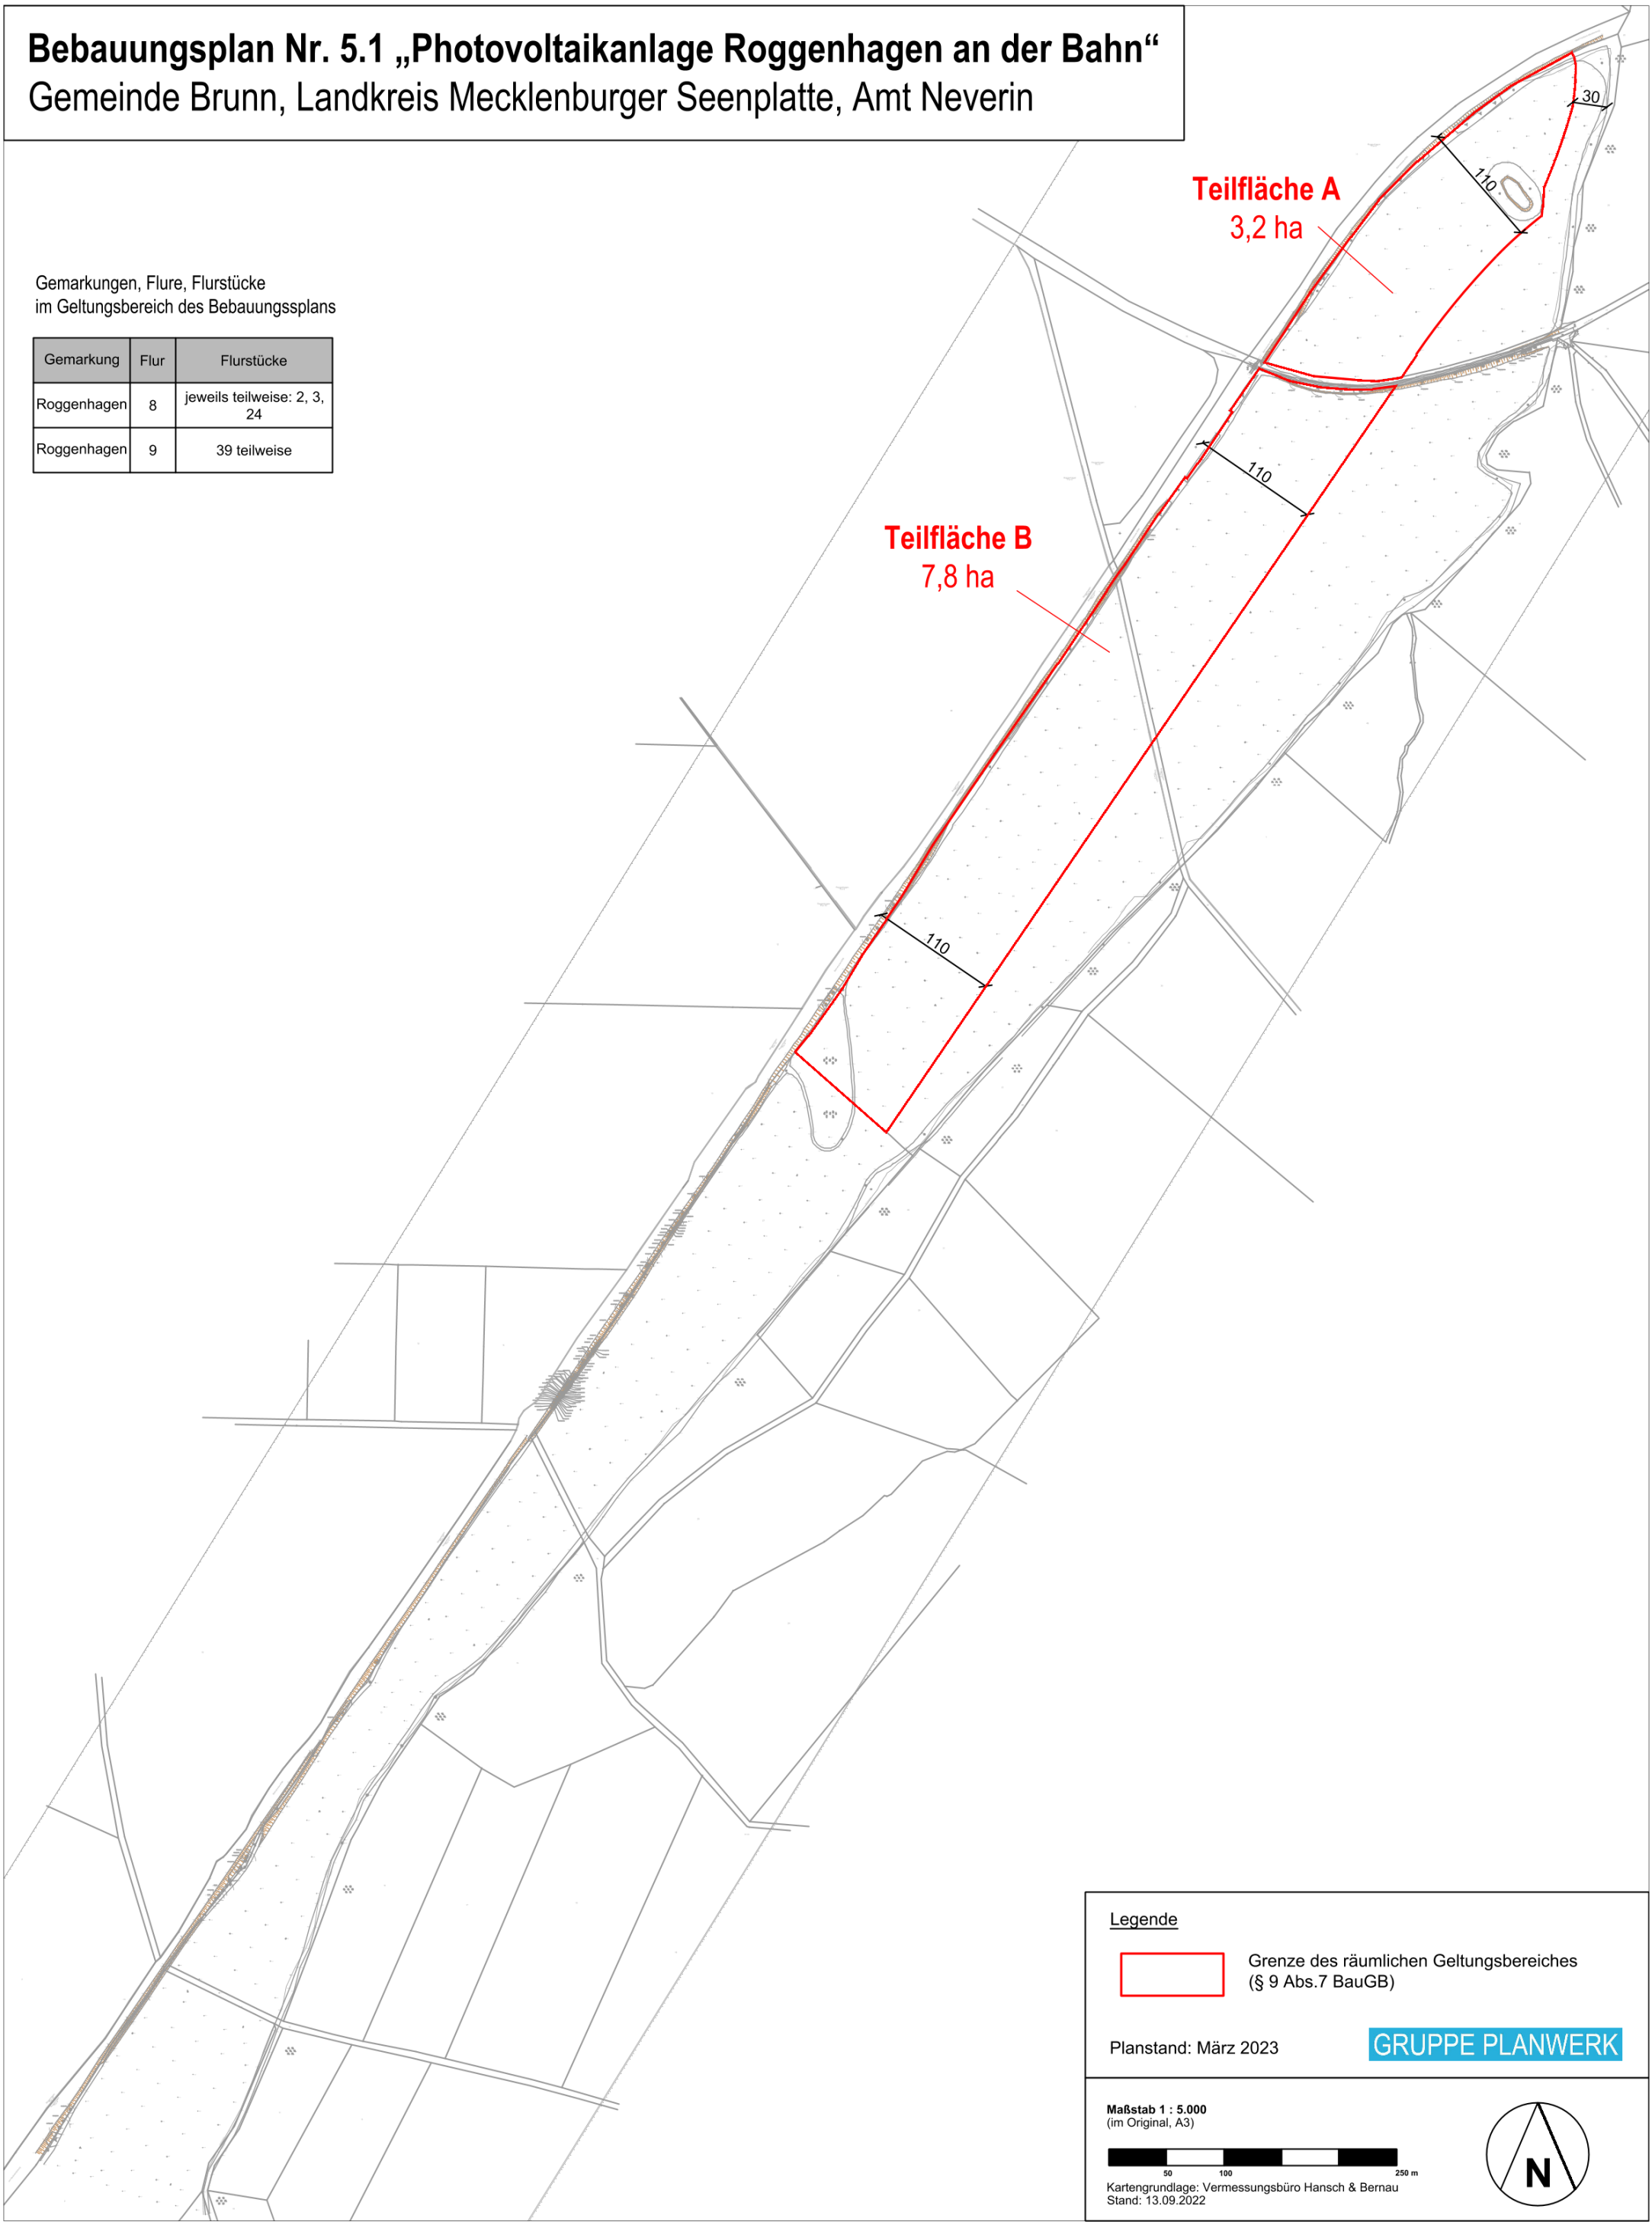 Bebauungsplan Nr. 5.1 „Photovoltaikanlage Roggenhagen an der Bahn“
Gemeinde Brunn, Landkreis Mecklenburger Seenplatte, Amt Neverin
30
110
Teilfläche A
3,2 ha
Gemarkungen, Flure, Flurstücke
im Geltungsbereich des Bebauungssplans
Gemarkung Flur Flurstücke
Roggenhagen 8 jeweils teilweise: 2, 3,
24
Roggenhagen 9 39 teilweise
110
Teilfläche B
7,8 ha
110
Legende
Grenze des räumlichen Geltungsbereiches
(§ 9 Abs.7 BauGB)
Planstand: März 2023 GRUPPE PLANWERK
Maßstab 1 : 5.000
(im Original, A3)
50 100 250 m
Kartengrundlage: Vermessungsbüro Hansch & Bernau
Stand: 13.09.2022
N